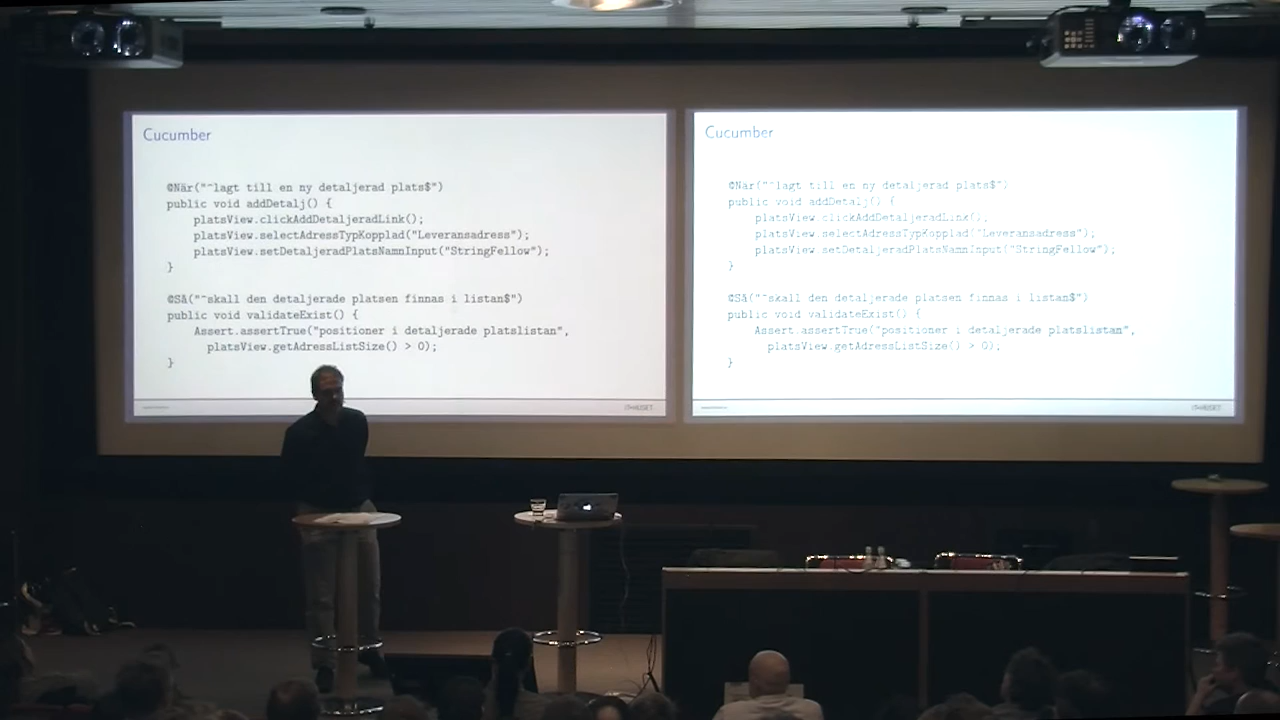 Cucumber
@När("^lagt till en ny detaljerad plats$")
public void addDetalj() {
platsView.clickAddDetaljeradLink();
platsView.selectAdressTypKopplad("Leveransadress");
platsView.setDetaljeradPlatsNamnInput("StringFellow");
}
@Så("^skall den detaljerade platsen finnas i listan$")
public void validateExist() {
Assert.assertTrue("positioner i detaljerade platslistan",
platsView.getAdressListSize() > 0);
}
Cucumber
@När("^lagt till en ny detaljerad plats$")
public void addDetalj() {
platsView.clickAddDetaljeradLink();
platsView.selectAdressTypKopplad("Leveransadress");
platsView.setDetaljeradPlatsNamnInput("StringFellow");
}
@Så("^skall den detaljerade platsen finnas i listan$")
public void validateExist() {
Assert.assertTrue("positioner i detaljerade platslistan",
platsView.getAdressListSize() > 0);
}